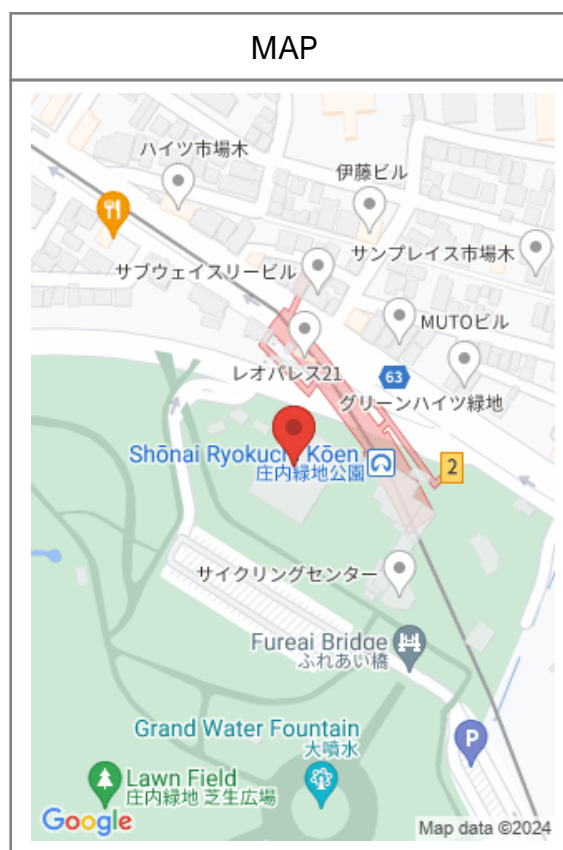 MAP
ハイツ市場木
伊藤ビル
サンプレイス市場木
サブウェイスリービル
MUTOビル
レオパレス21
63
グリーンハイツ緑地
Shōnai Ryokuchi Kōen
庄内緑地公園
2
サイクリングセンター
Fureai Bridge
ふれあい橋
Grand Water Fountain
大噴水
P
Lawn Field
庄内緑地 芝生広場
Google
Map data ©2024